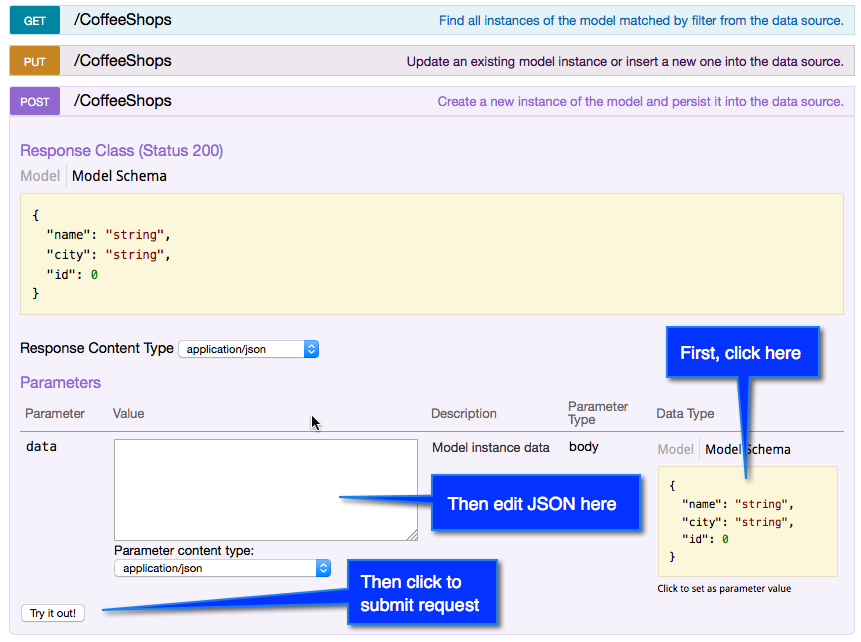 GET /CoffeeShops Find all instances of the model matched by filter from the data source.
PUT /CoffeeShops Update an existing model instance or insert a new one into the data source.
POST /CoffeeShops Create a new instance of the model and persist it into the data source.
Response Class (Status 200)
Model Model Schema
{
"name": "string",
"city": "string",
"id": 0
}
Response Content Type application/json
First, click here
Parameters
Parameter Value Description Parameter Type Data Type
data Model instance data body Model Model Schema
{
"name": "string",
"city": "string",
"id": 0
}
Then edit JSON here
Parameter content type:
application/json
Click to set as parameter value
Then click to
submit request
Try it out!